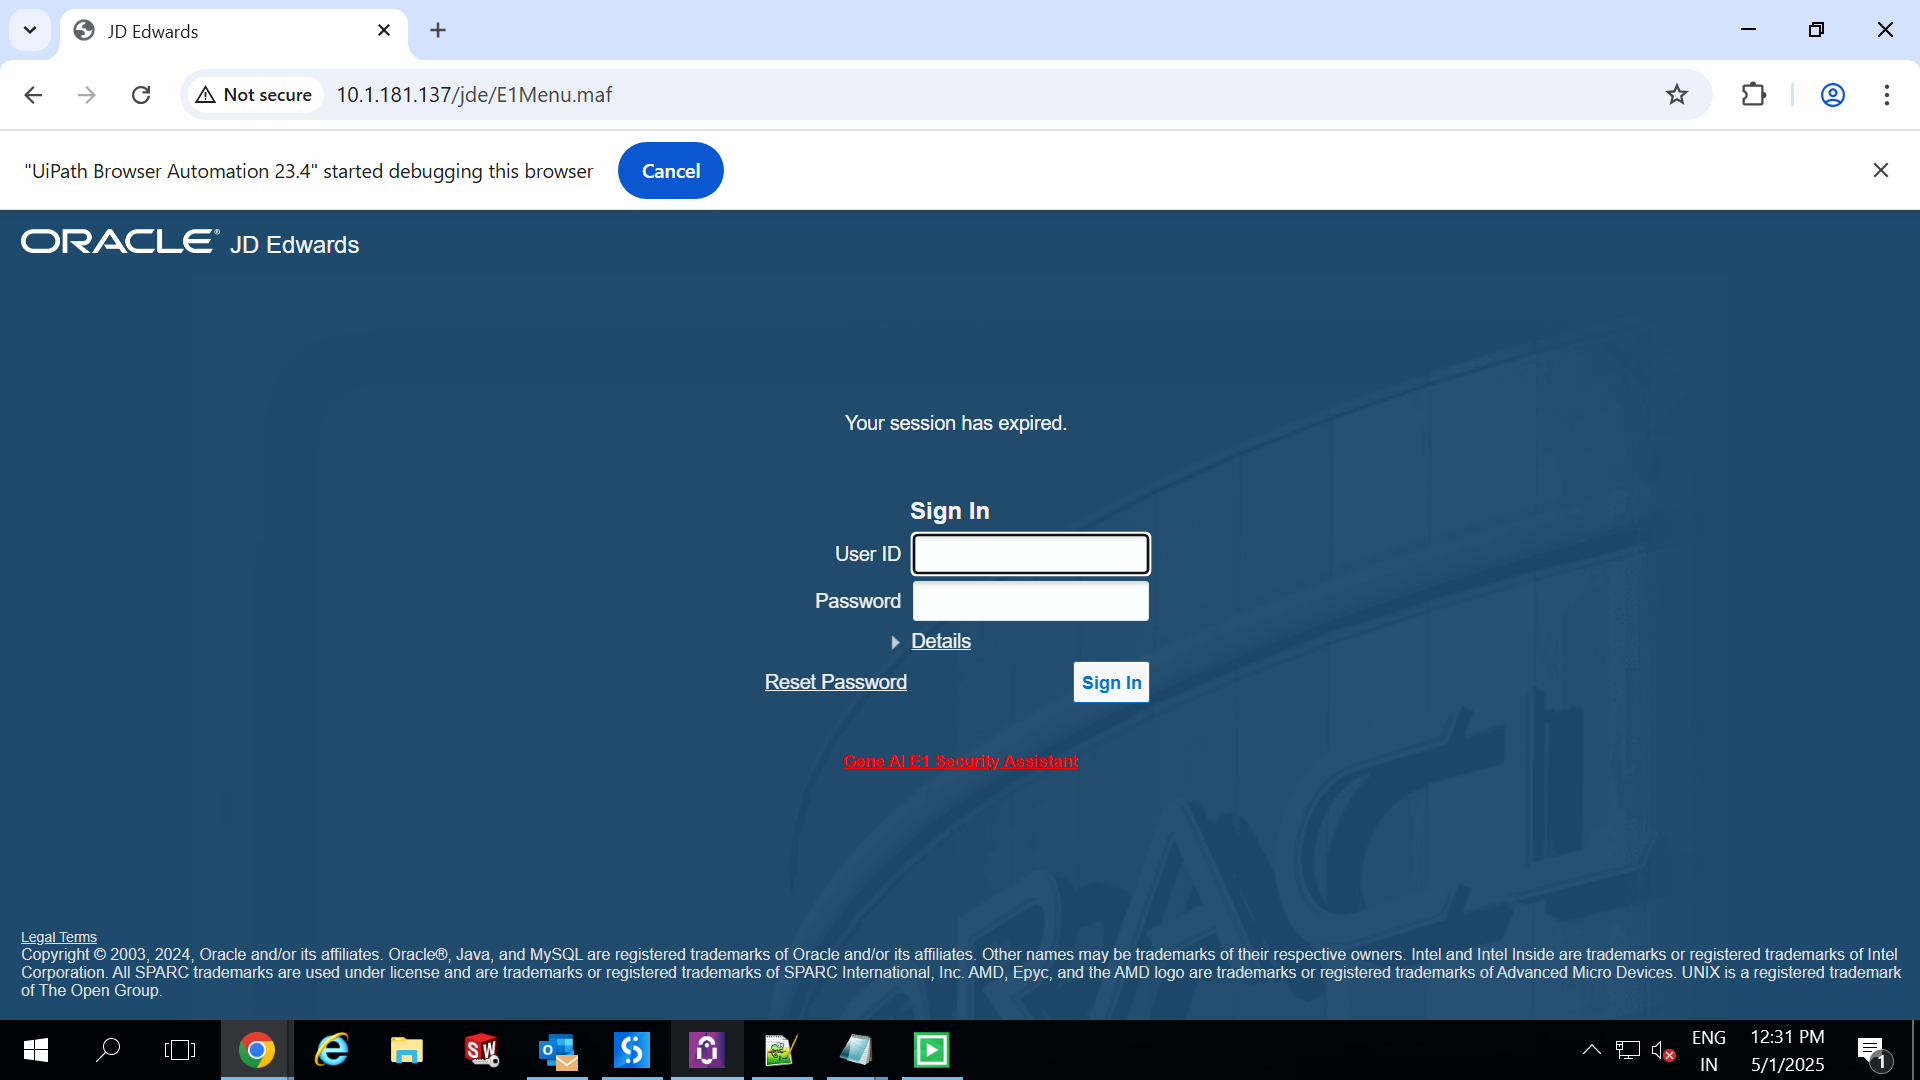 JD Edwards
Not secure
10.1.181.137/jde/E1Menu.maf
"UiPath Browser Automation 23.4" started debugging this browser
Cancel
ORACLE® JD Edwards
Your session has expired.
Sign In
User ID
Password
Details
Reset Password
Sign In
Gene AI E1 Security Assistant
Legal Terms
Copyright © 2003, 2024, Oracle and/or its affiliates. Oracle®, Java, and MySQL are registered trademarks of Oracle and/or its affiliates. Other names may be trademarks of their respective owners. Intel and Intel Inside are trademarks or registered trademarks of Intel
Corporation. All SPARC trademarks are used under license and are trademarks or registered trademarks of SPARC International, Inc. AMD, Epyc, and the AMD logo are trademarks or registered trademarks of Advanced Micro Devices. UNIX is a registered trademark
of The Open Group.
ORACL
SW
ENG
IN
12:31 PM
5/1/2025
1